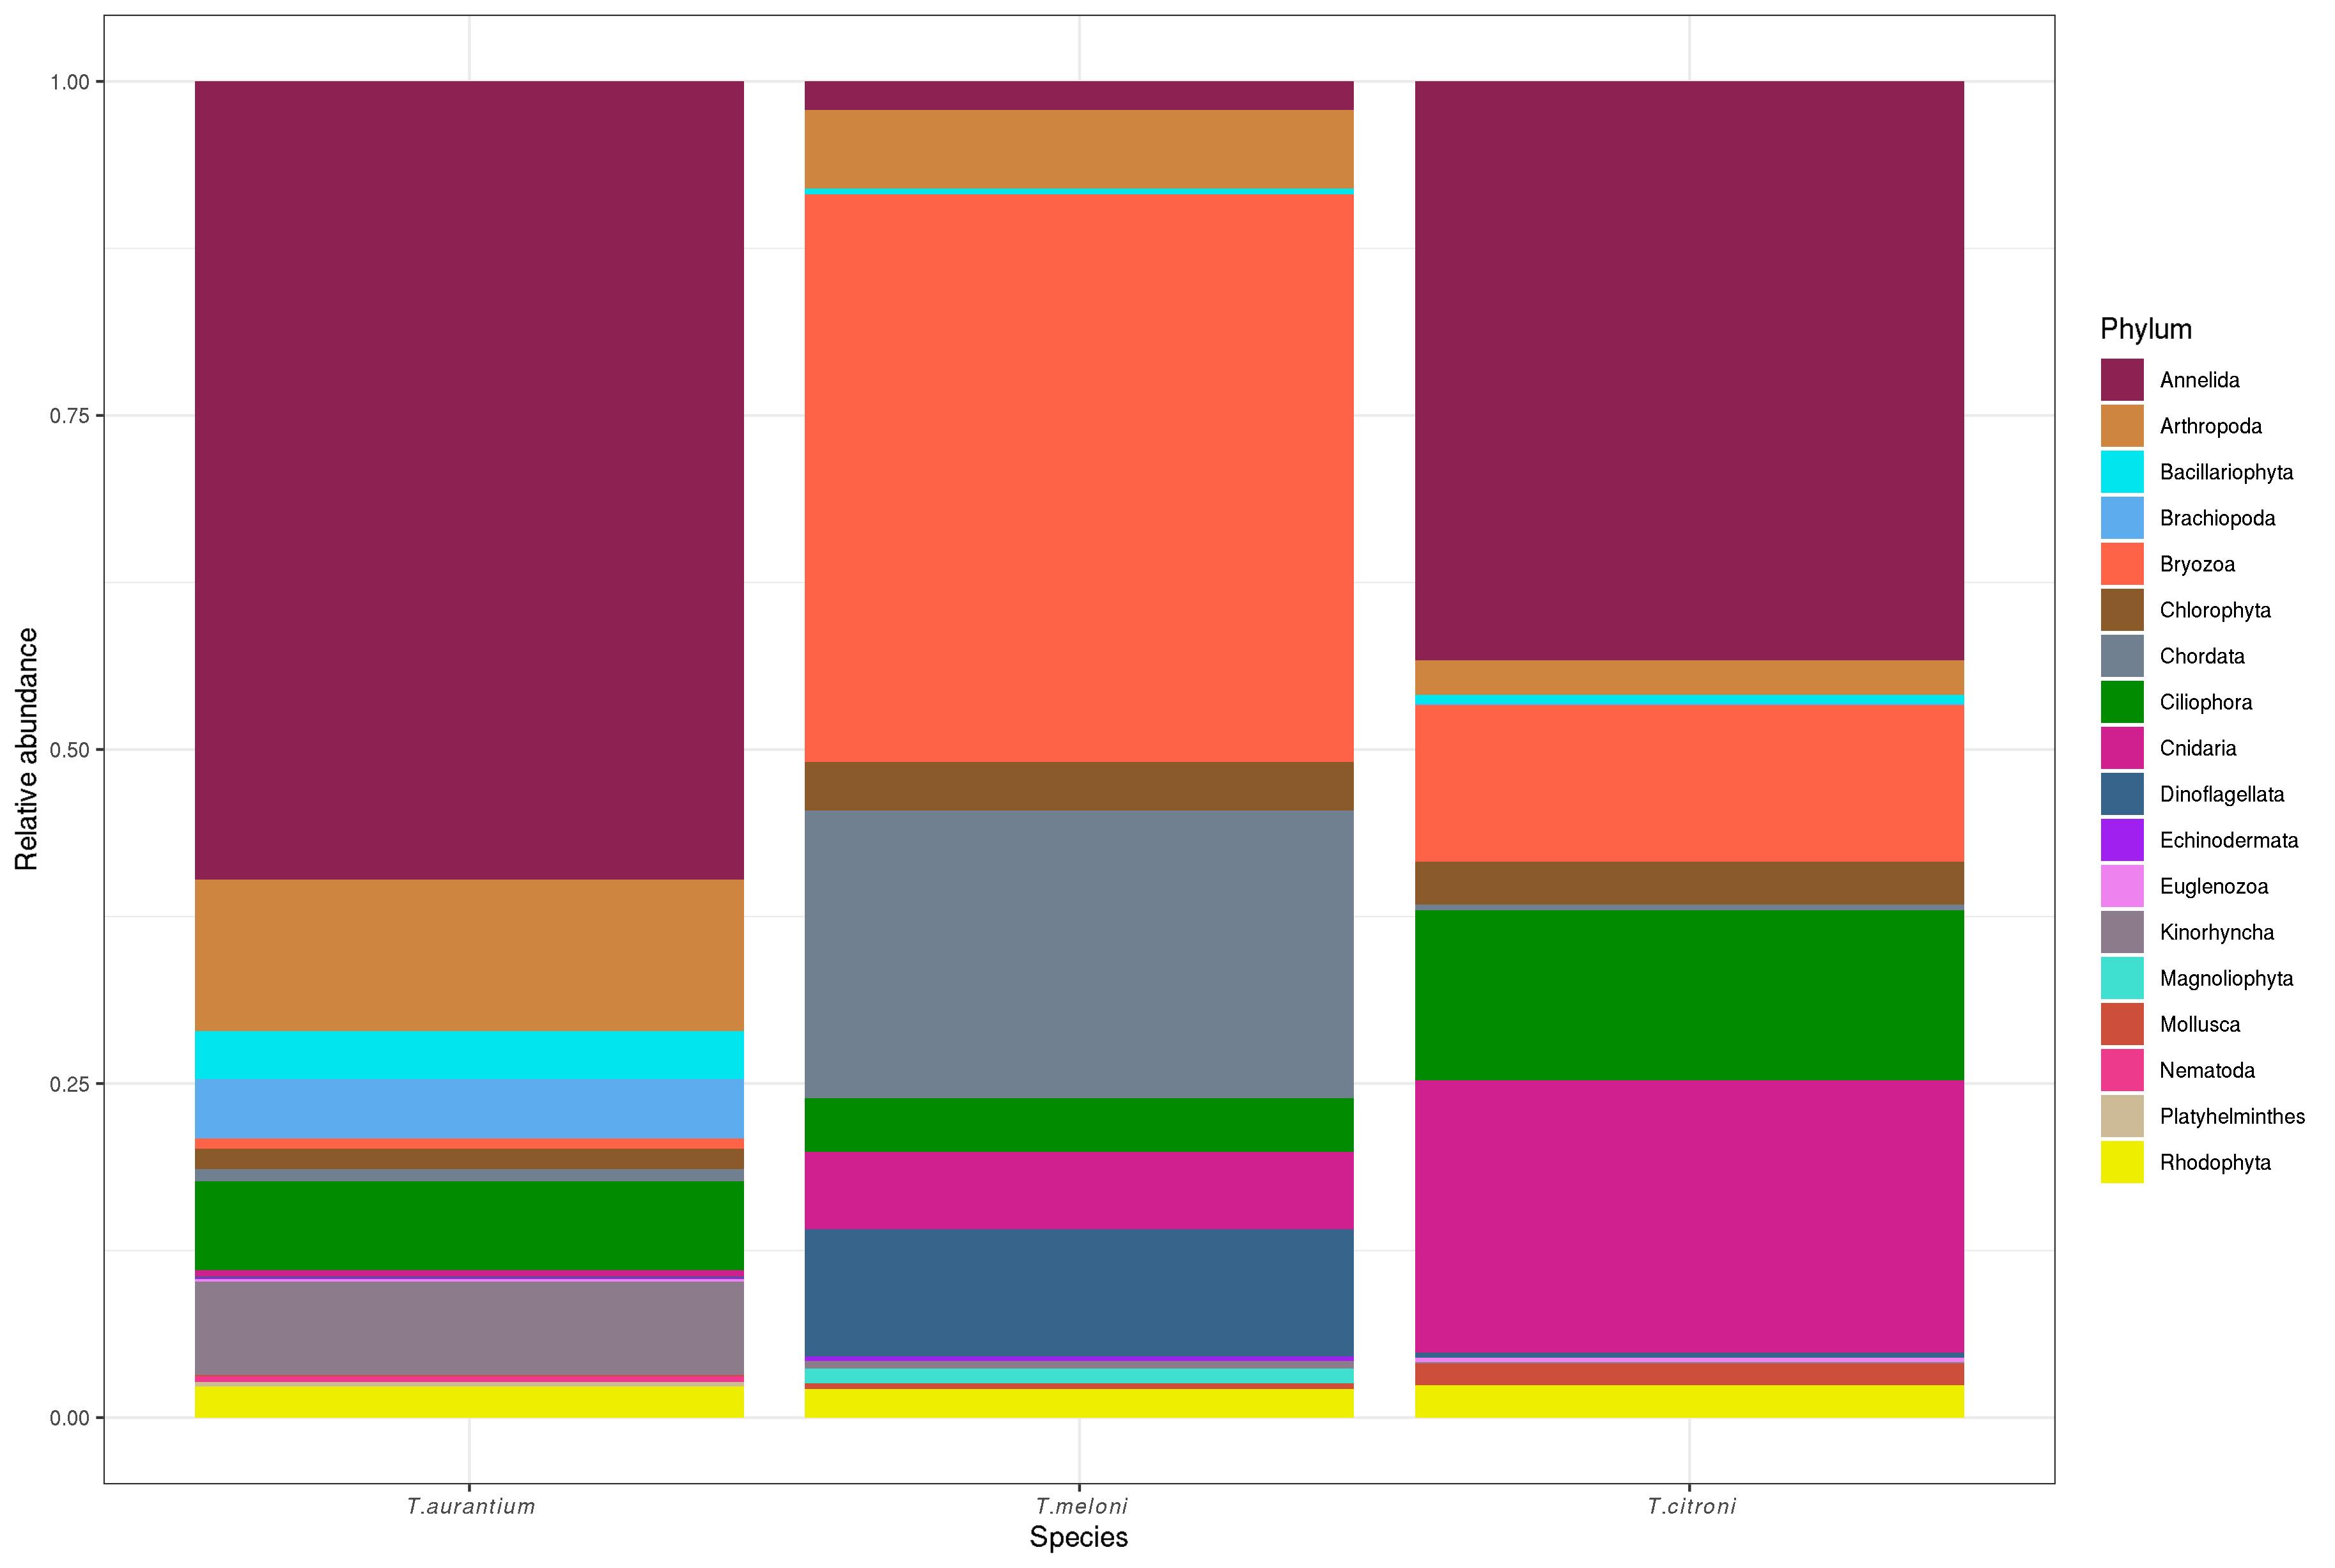 Relative abundance
1.00
0.75
0.50
0.25
0.00
T.aurantium
T.meloni
T.citroni
Species
Phylum
Annelida
Arthropoda
Bacillariophyta
Brachiopoda
Bryozoa
Chlorophyta
Chordata
Ciliophora
Cnidaria
Dinoflagellata
Echinodermata
Euglenozoa
Kinorhyncha
Magnoliophyta
Mollusca
Nematoda
Platyhelminthes
Rhodophyta